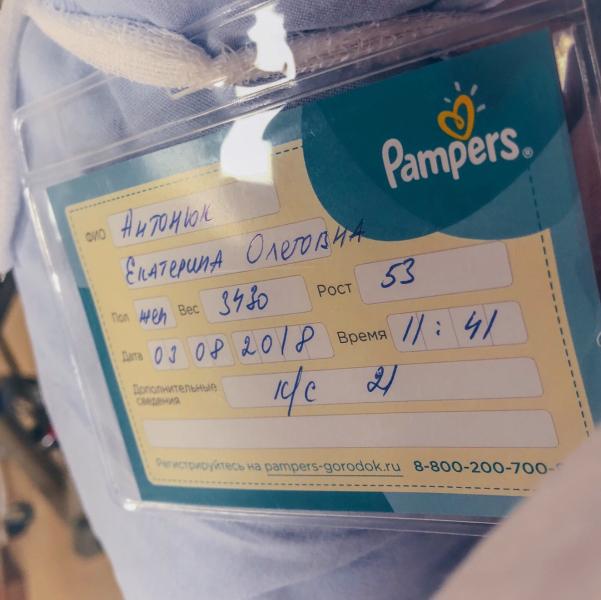 Pampers®
ФИО Антонюк
Екатерина Олеговна
Пол жен Вес 3430 Рост 53
Дата 03 08 2018 Время 11:41
Дополнительные
сведения к/с 21
Регистрируйтесь на pampers-gorodok.ru 8-800-200-700-